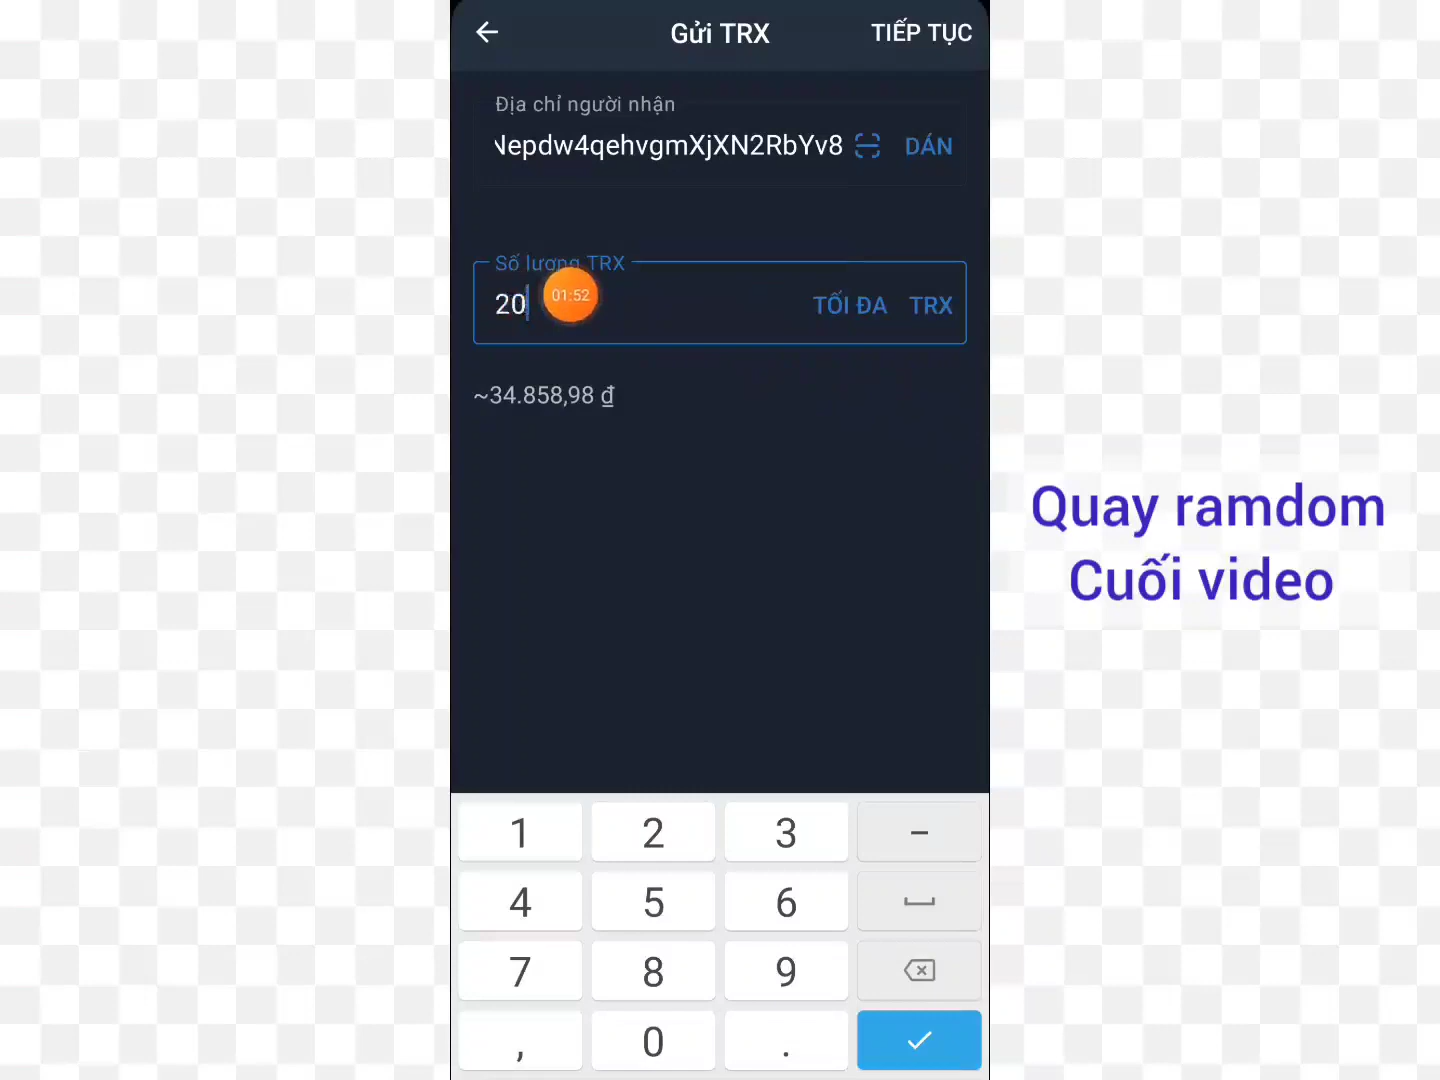 Gửi TRX TIẾP TỤC
Địa chỉ người nhận
Nepdw4qehvgmXjXN2RbYv8 DÁN
Số lượng TRX
20 01:52 TỐI ĐA TRX
~34.858,98 ₫
Quay ramdom
Cuối video
1 2 3 –
4 5 6
7 8 9
, 0 .